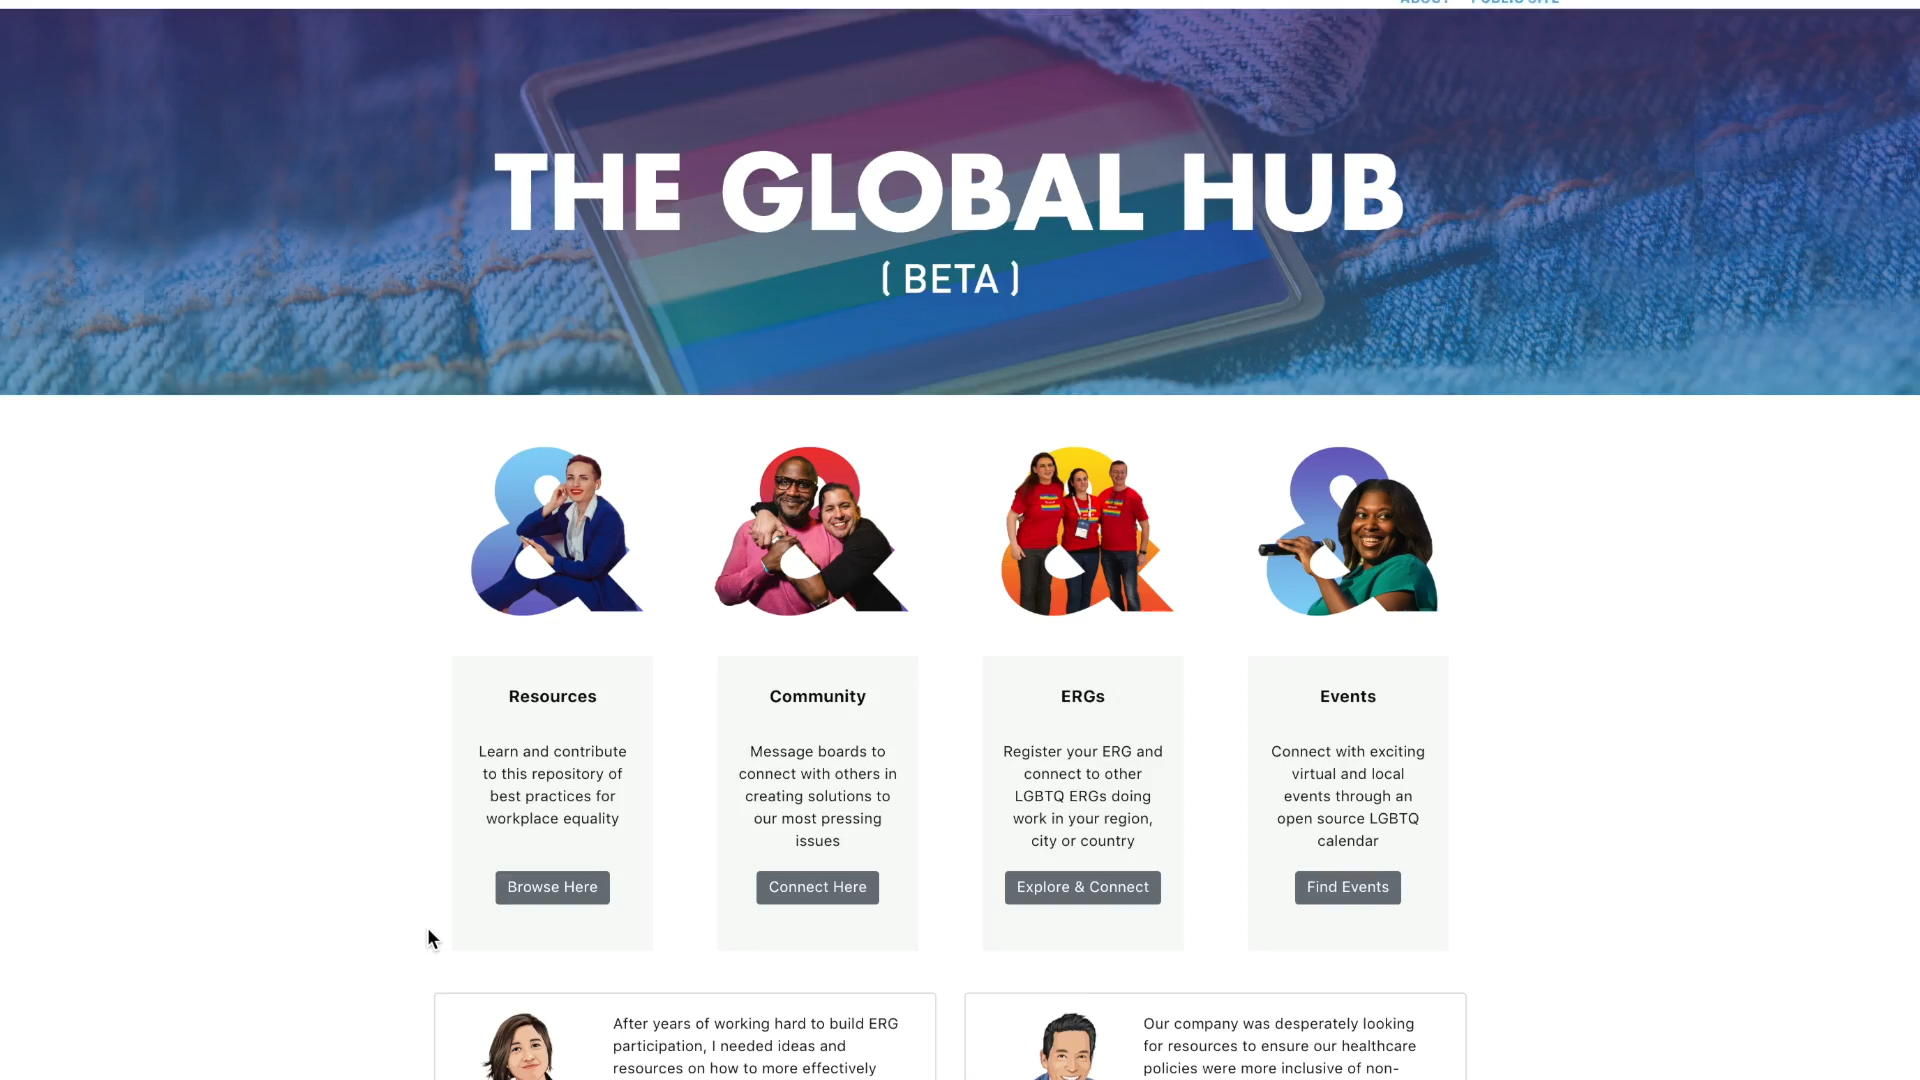 ABOUT PUBLIC SITE
THE GLOBAL HUB
( BETA )
Resources
Learn and contribute
to this repository of
best practices for
workplace equality
Browse Here
Community
Message boards to
connect with others in
creating solutions to
our most pressing
issues
Connect Here
ERGs
Register your ERG and
connect to other
LGBTQ ERGs doing
work in your region,
city or country
Explore & Connect
Events
Connect with exciting
virtual and local
events through an
open source LGBTQ
calendar
Find Events
After years of working hard to build ERG
participation, I needed ideas and
resources on how to more effectively
Our company was desperately looking
for resources to ensure our healthcare
policies were more inclusive of non-